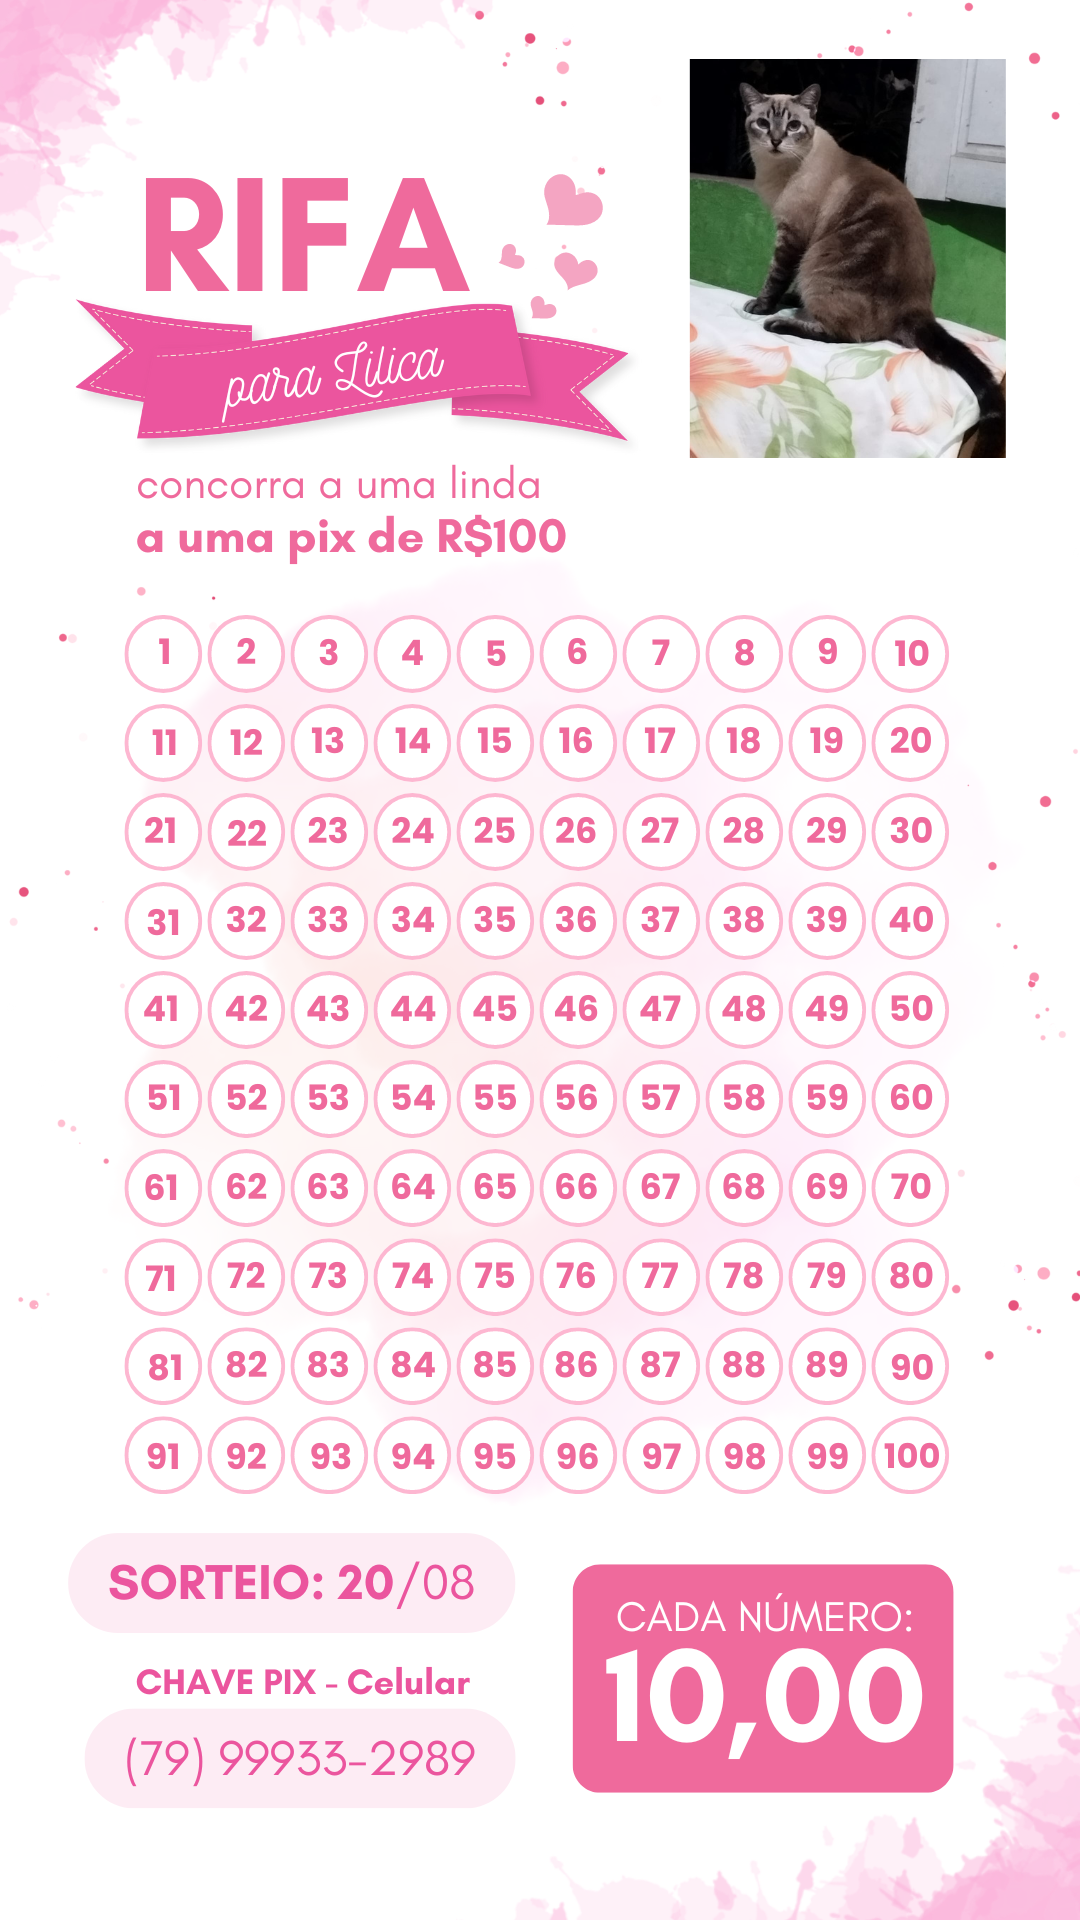 RIFA
para Lilica
concorra a uma linda
a uma pix de R$100
1 2 3 4 5 6 7 8 9 10
11 12 13 14 15 16 17 18 19 20
21 22 23 24 25 26 27 28 29 30
31 32 33 34 35 36 37 38 39 40
41 42 43 44 45 46 47 48 49 50
51 52 53 54 55 56 57 58 59 60
61 62 63 64 65 66 67 68 69 70
71 72 73 74 75 76 77 78 79 80
81 82 83 84 85 86 87 88 89 90
91 92 93 94 95 96 97 98 99 100
SORTEIO: 20/08
CHAVE PIX - Celular
(79) 99933-2989
CADA NÚMERO:
10,00